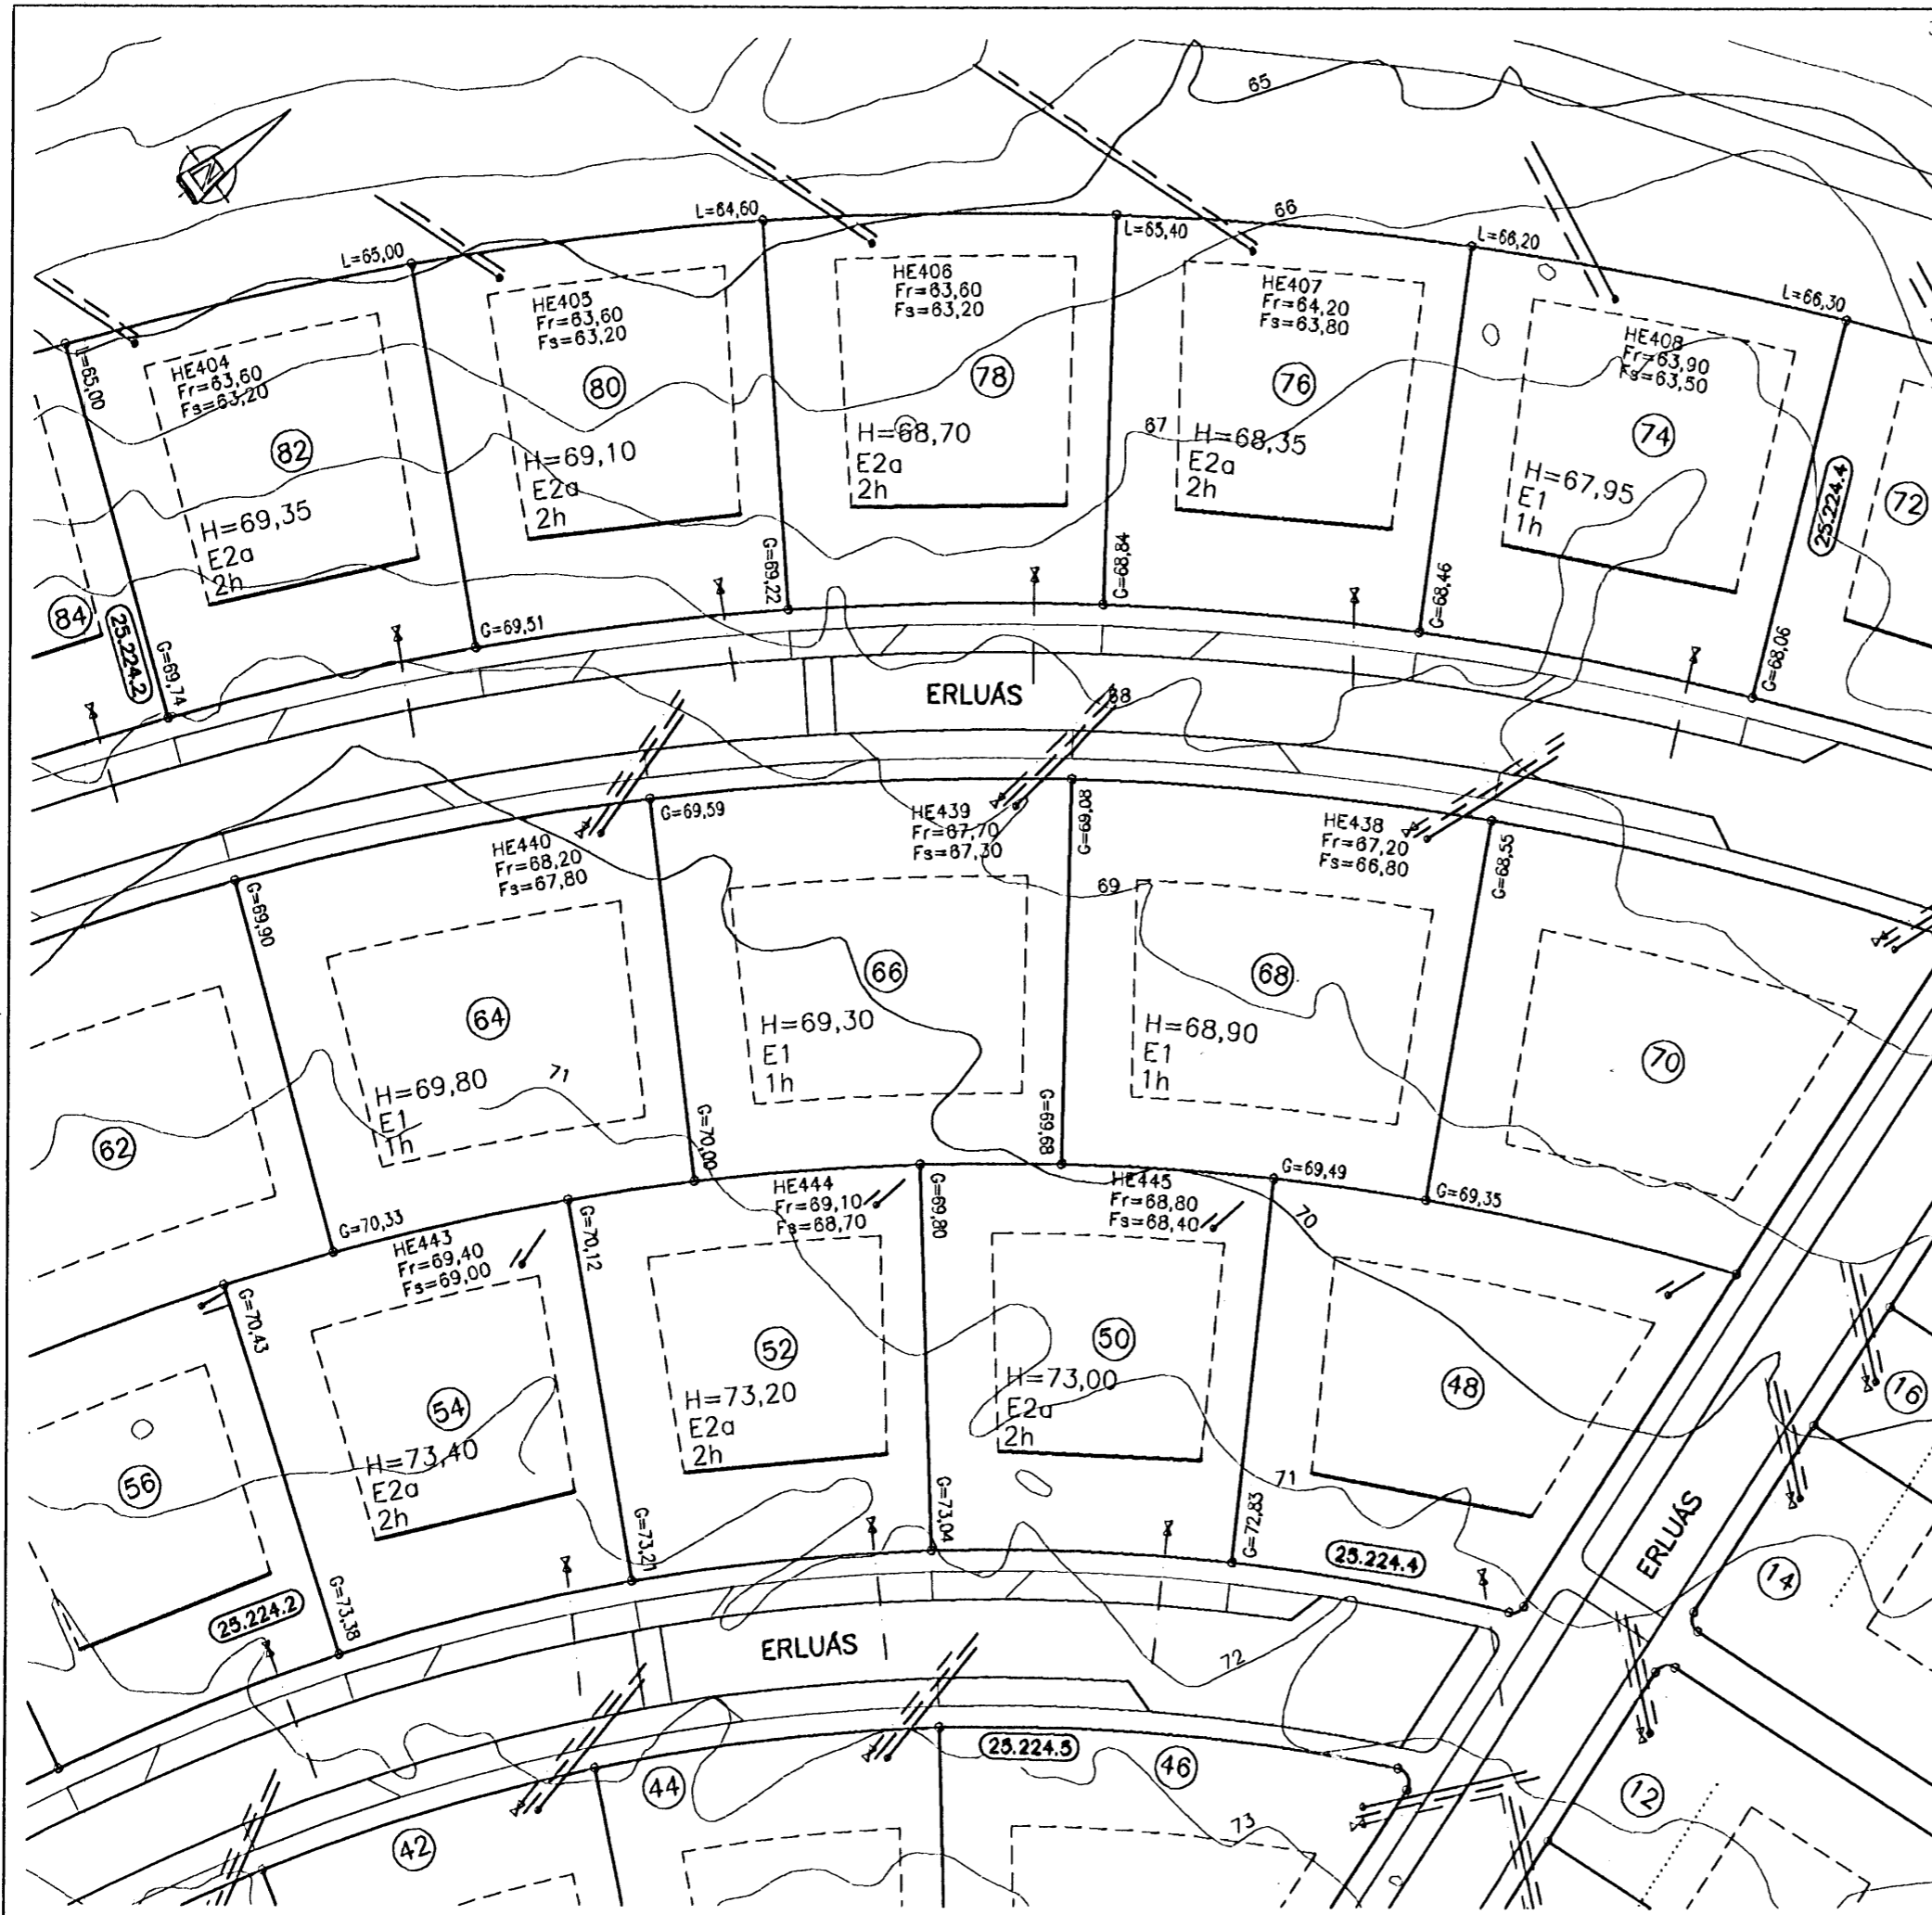 65
66
N
L=64,60
L=65,40
L=66,20
L=65,00
L=66,30
L=65,00
HE404
Fr=63,60
Fs=63,20
82
H=69,35
E2a
2h
HE405
Fr=63,60
Fs=63,20
80
H=69,10
E2a
2h
HE406
Fr=63,60
Fs=63,20
78
H=68,70
E2a
2h
HE407
Fr=64,20
Fs=63,80
76
67
H=68,35
E2a
2h
HE408
Fr=63,90
Fs=63,50
74
H=67,95
E1
1h
25.224.4
72
84
25.224.2
G=69,74
G=69,51
G=69,22
G=68,84
G=68,46
G=68,06
ERLUÁS
68
G=69,90
HE440
Fr=68,20
Fs=67,80
G=69,59
HE439
Fr=67,70
Fs=67,30
G=69,08
HE438
Fr=67,20
Fs=66,80
G=68,55
69
62
64
H=69,80
E1
1h
71
66
H=69,30
E1
1h
68
H=68,90
E1
1h
70
G=70,33
G=70,00
G=69,68
G=69,49
G=69,35
70
G=70,43
HE443
Fr=69,40
Fs=69,00
G=70,12
HE444
Fr=69,10
Fs=68,70
G=69,80
HE445
Fr=68,80
Fs=68,40
56
54
H=73,40
E2a
2h
52
H=73,20
E2a
2h
50
H=73,00
E2a
2h
48
16
71
25.224.2
G=73,38
G=73,21
G=73,04
G=72,83
25.224.4
ERLUÁS
14
ERLUÁS
72
25.224.5
42
44
46
73
12